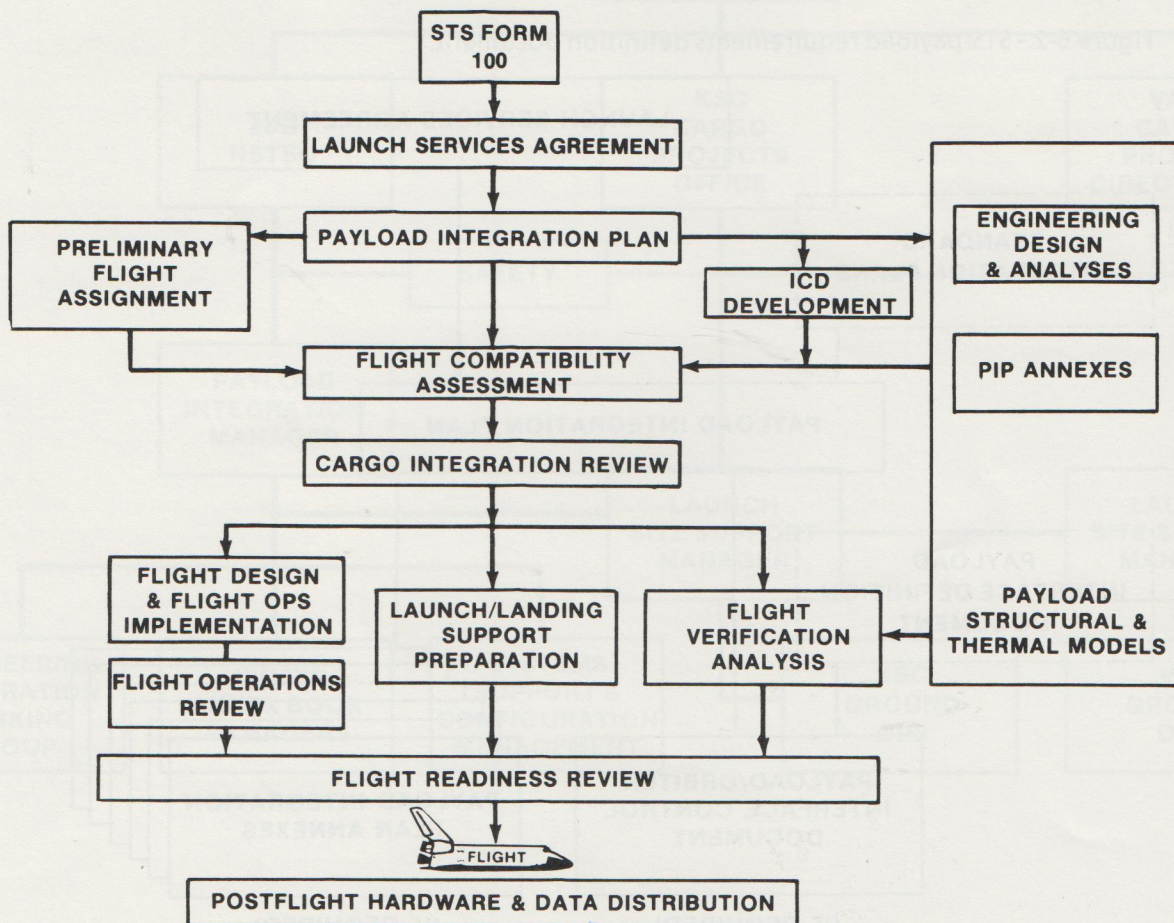 STS FORM
100
LAUNCH SERVICES AGREEMENT
PAYLOAD INTEGRATION PLAN
PRELIMINARY
FLIGHT
ASSIGNMENT
ICD
DEVELOPMENT
ENGINEERING
DESIGN
& ANALYSES
PIP ANNEXES
FLIGHT COMPATIBILITY
ASSESSMENT
CARGO INTEGRATION REVIEW
FLIGHT DESIGN
& FLIGHT OPS
IMPLEMENTATION
FLIGHT OPERATIONS
REVIEW
LAUNCH/LANDING
SUPPORT
PREPARATION
FLIGHT
VERIFICATION
ANALYSIS
PAYLOAD
STRUCTURAL &
THERMAL MODELS
FLIGHT READINESS REVIEW
FLIGHT
POSTFLIGHT HARDWARE & DATA DISTRIBUTION